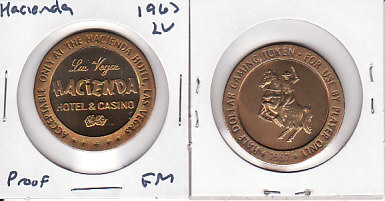 Hacienda 1967
LV
ACCEPTABLE ONLY AT THE HACIENDA HOTEL, LAS VEGAS
Las Vegas
HACIENDA
HOTEL & CASINO
Proof FM
HALF DOLLAR GAMING TOKEN - FOR USE BY PLAYER ONLY
1967